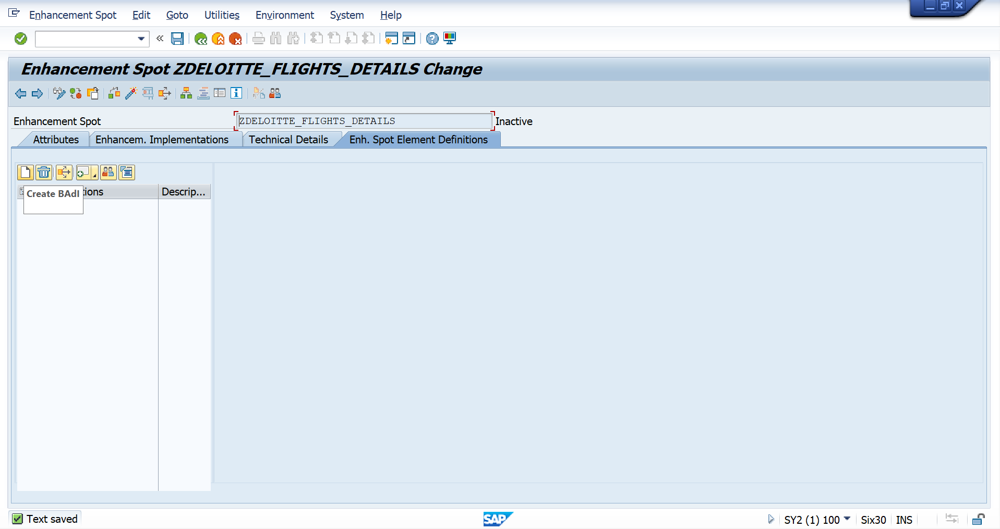 Enhancement Spot Edit Goto Utilities Environment System Help
Enhancement Spot ZDELOITTE_FLIGHTS_DETAILS Change
Enhancement Spot ZDELOITTE_FLIGHTS_DETAILS Inactive
Attributes Enhancem. Implementations Technical Details Enh. Spot Element Definitions
tions Descrip...
Create BAdI
Text saved SAP SY2 (1) 100 Six30 INS